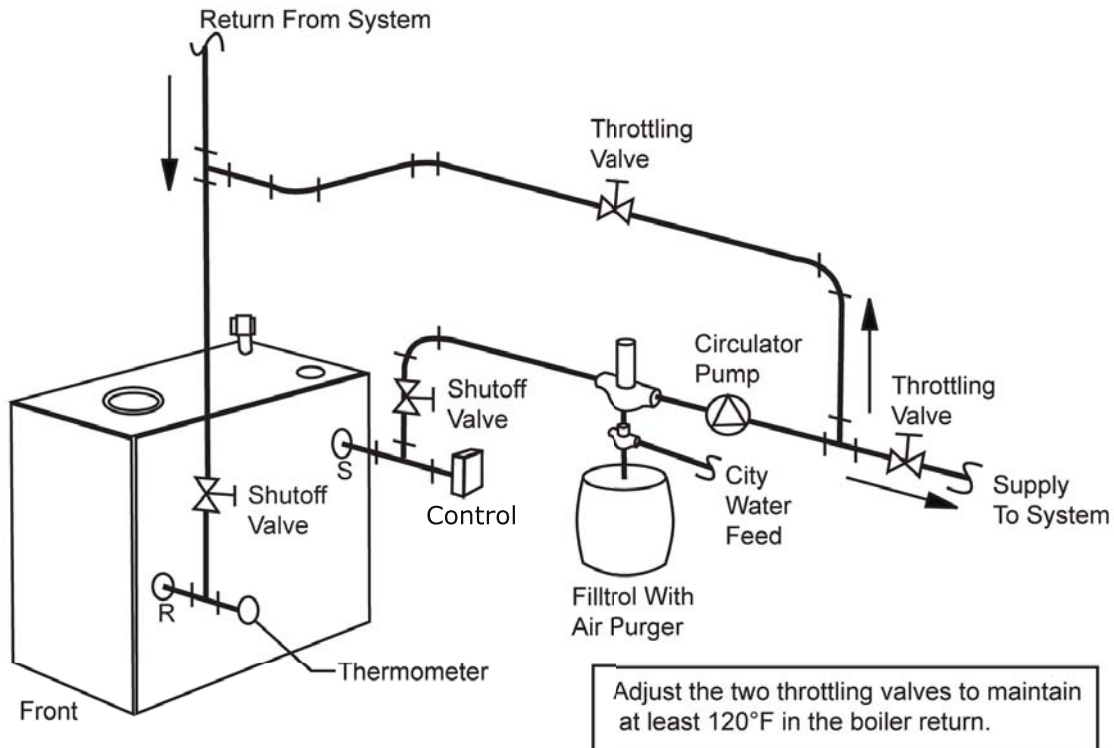 Return From System
Throttling
Valve
Circulator
Pump
Throttling
Valve
Shutoff
Valve
S
Shutoff
Valve
Control
City
Water
Feed
Supply
To System
R
Filltrol With
Air Purger
Thermometer
Front
Adjust the two throttling valves to maintain
at least 120°F in the boiler return.